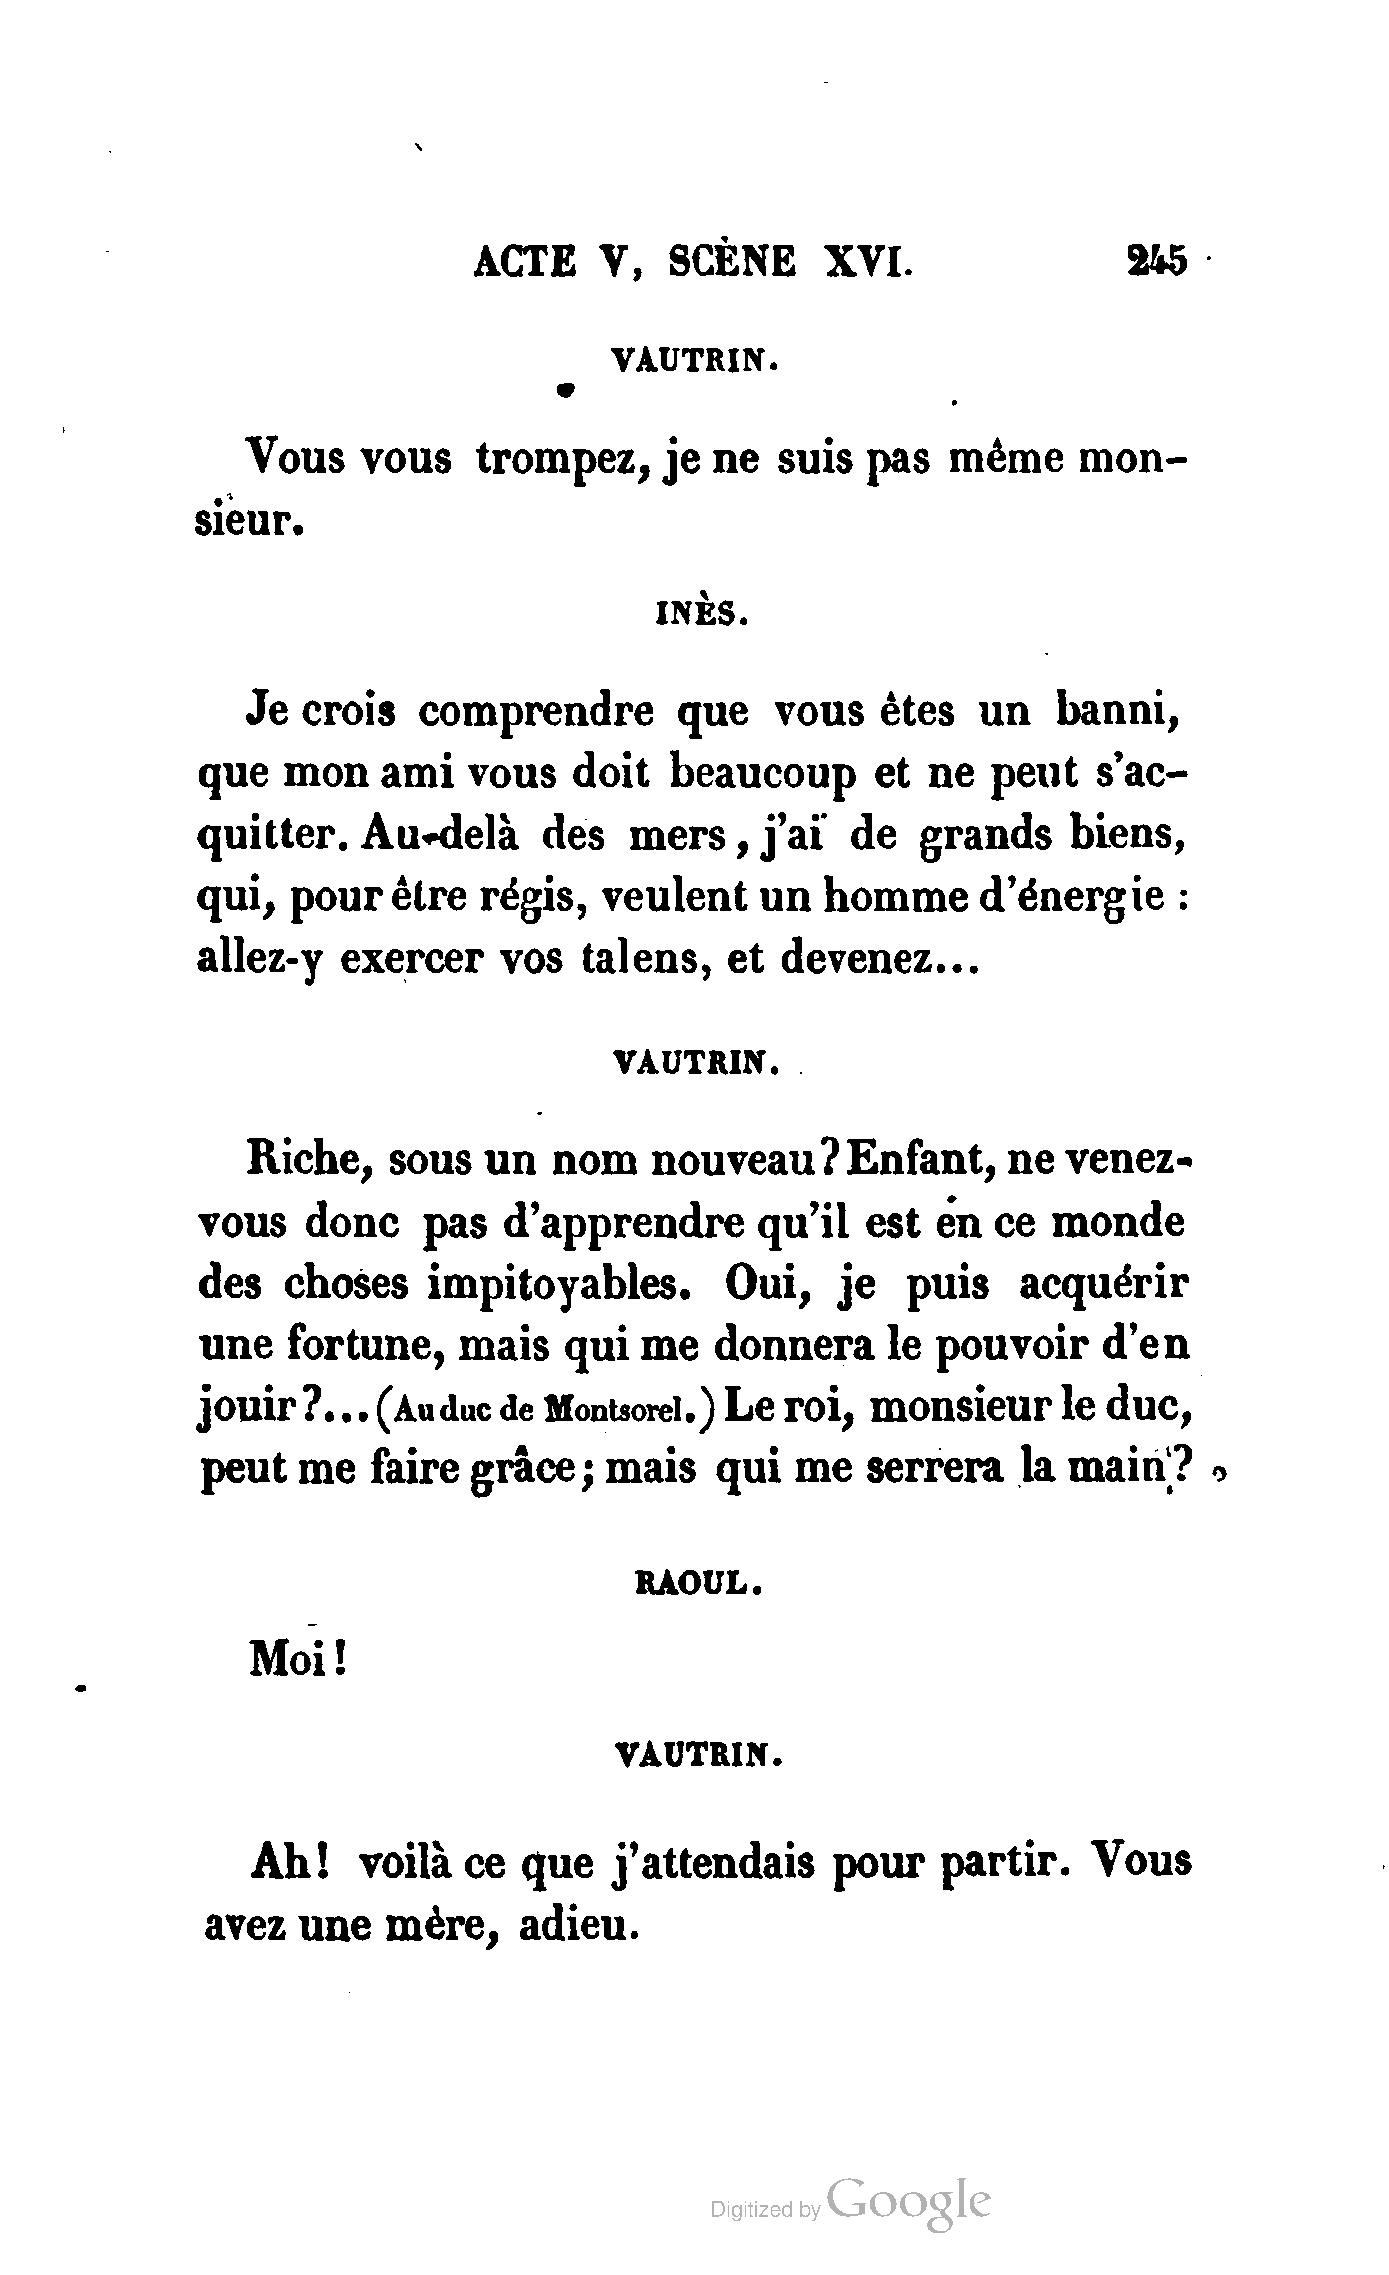 ACTE V, SCÈNE XVI. 245
VAUTRIN.
Vous vous trompez, je ne suis pas même mon-
sieur.
INÈS.
Je crois comprendre que vous êtes un banni,
que mon ami vous doit beaucoup et ne peut s'ac-
quitter. Au-delà des mers, j'ai de grands biens,
qui, pour être régis, veulent un homme d'énergie :
allez-y exercer vos talens, et devenez...
VAUTRIN.
Riche, sous un nom nouveau? Enfant, ne venez-
vous donc pas d'apprendre qu'il est en ce monde
des choses impitoyables. Oui, je puis acquérir
une fortune, mais qui me donnera le pouvoir d'en
jouir?... (Au duc de Montsorel.) Le roi, monsieur le duc,
peut me faire grâce; mais qui me serrera la main?
RAOUL.
Moi!
VAUTRIN.
Ah! voilà ce que j'attendais pour partir. Vous
avez une mère, adieu.
Digitized by Google